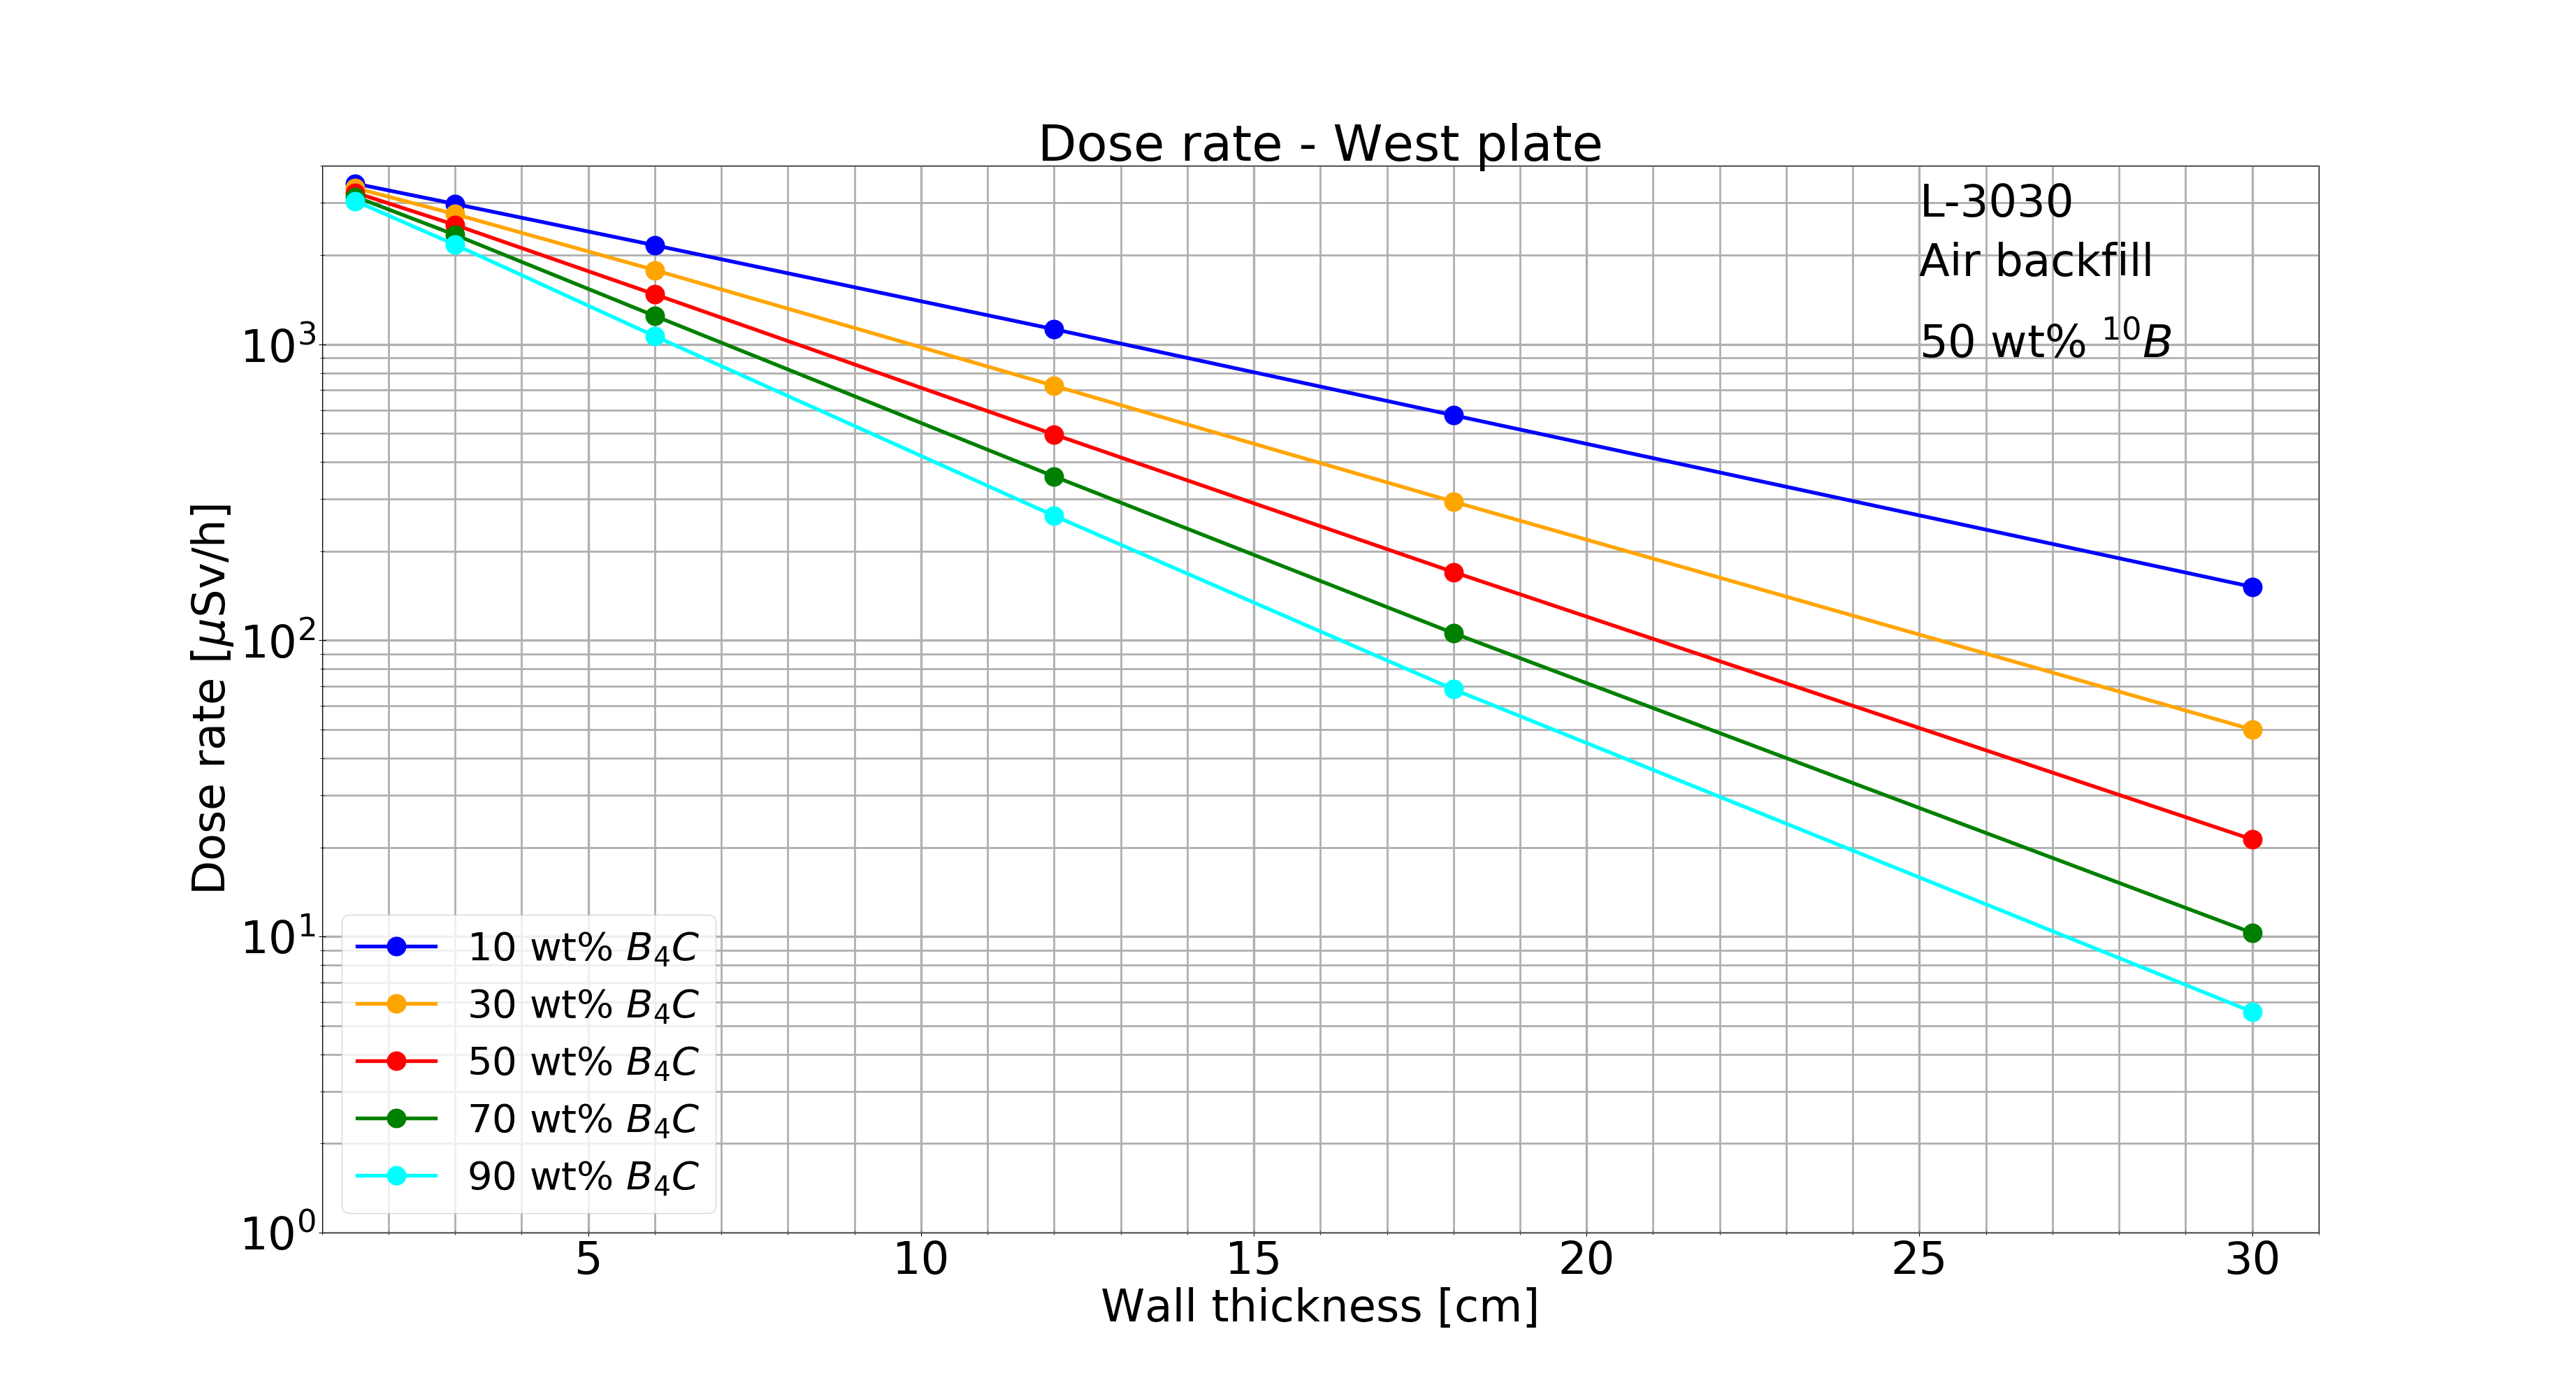 Dose rate - West plate
L-3030
Air backfill
50 wt% ¹⁰B
Dose rate [μSv/h]
10³
10²
10¹
10⁰
10 wt% B₄C
30 wt% B₄C
50 wt% B₄C
70 wt% B₄C
90 wt% B₄C
5 10 15 20 25 30
Wall thickness [cm]